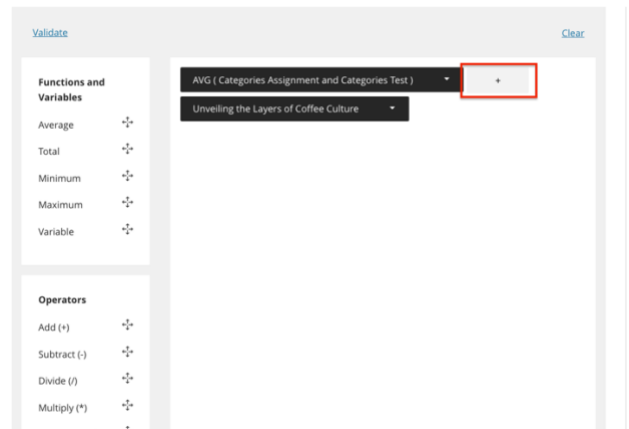 Validate
Clear
Functions and
Variables
Average
Total
Minimum
Maximum
Variable
Operators
Add (+)
Subtract (-)
Divide (/)
Multiply (*)
AVG ( Categories Assignment and Categories Test )
+
Unveiling the Layers of Coffee Culture